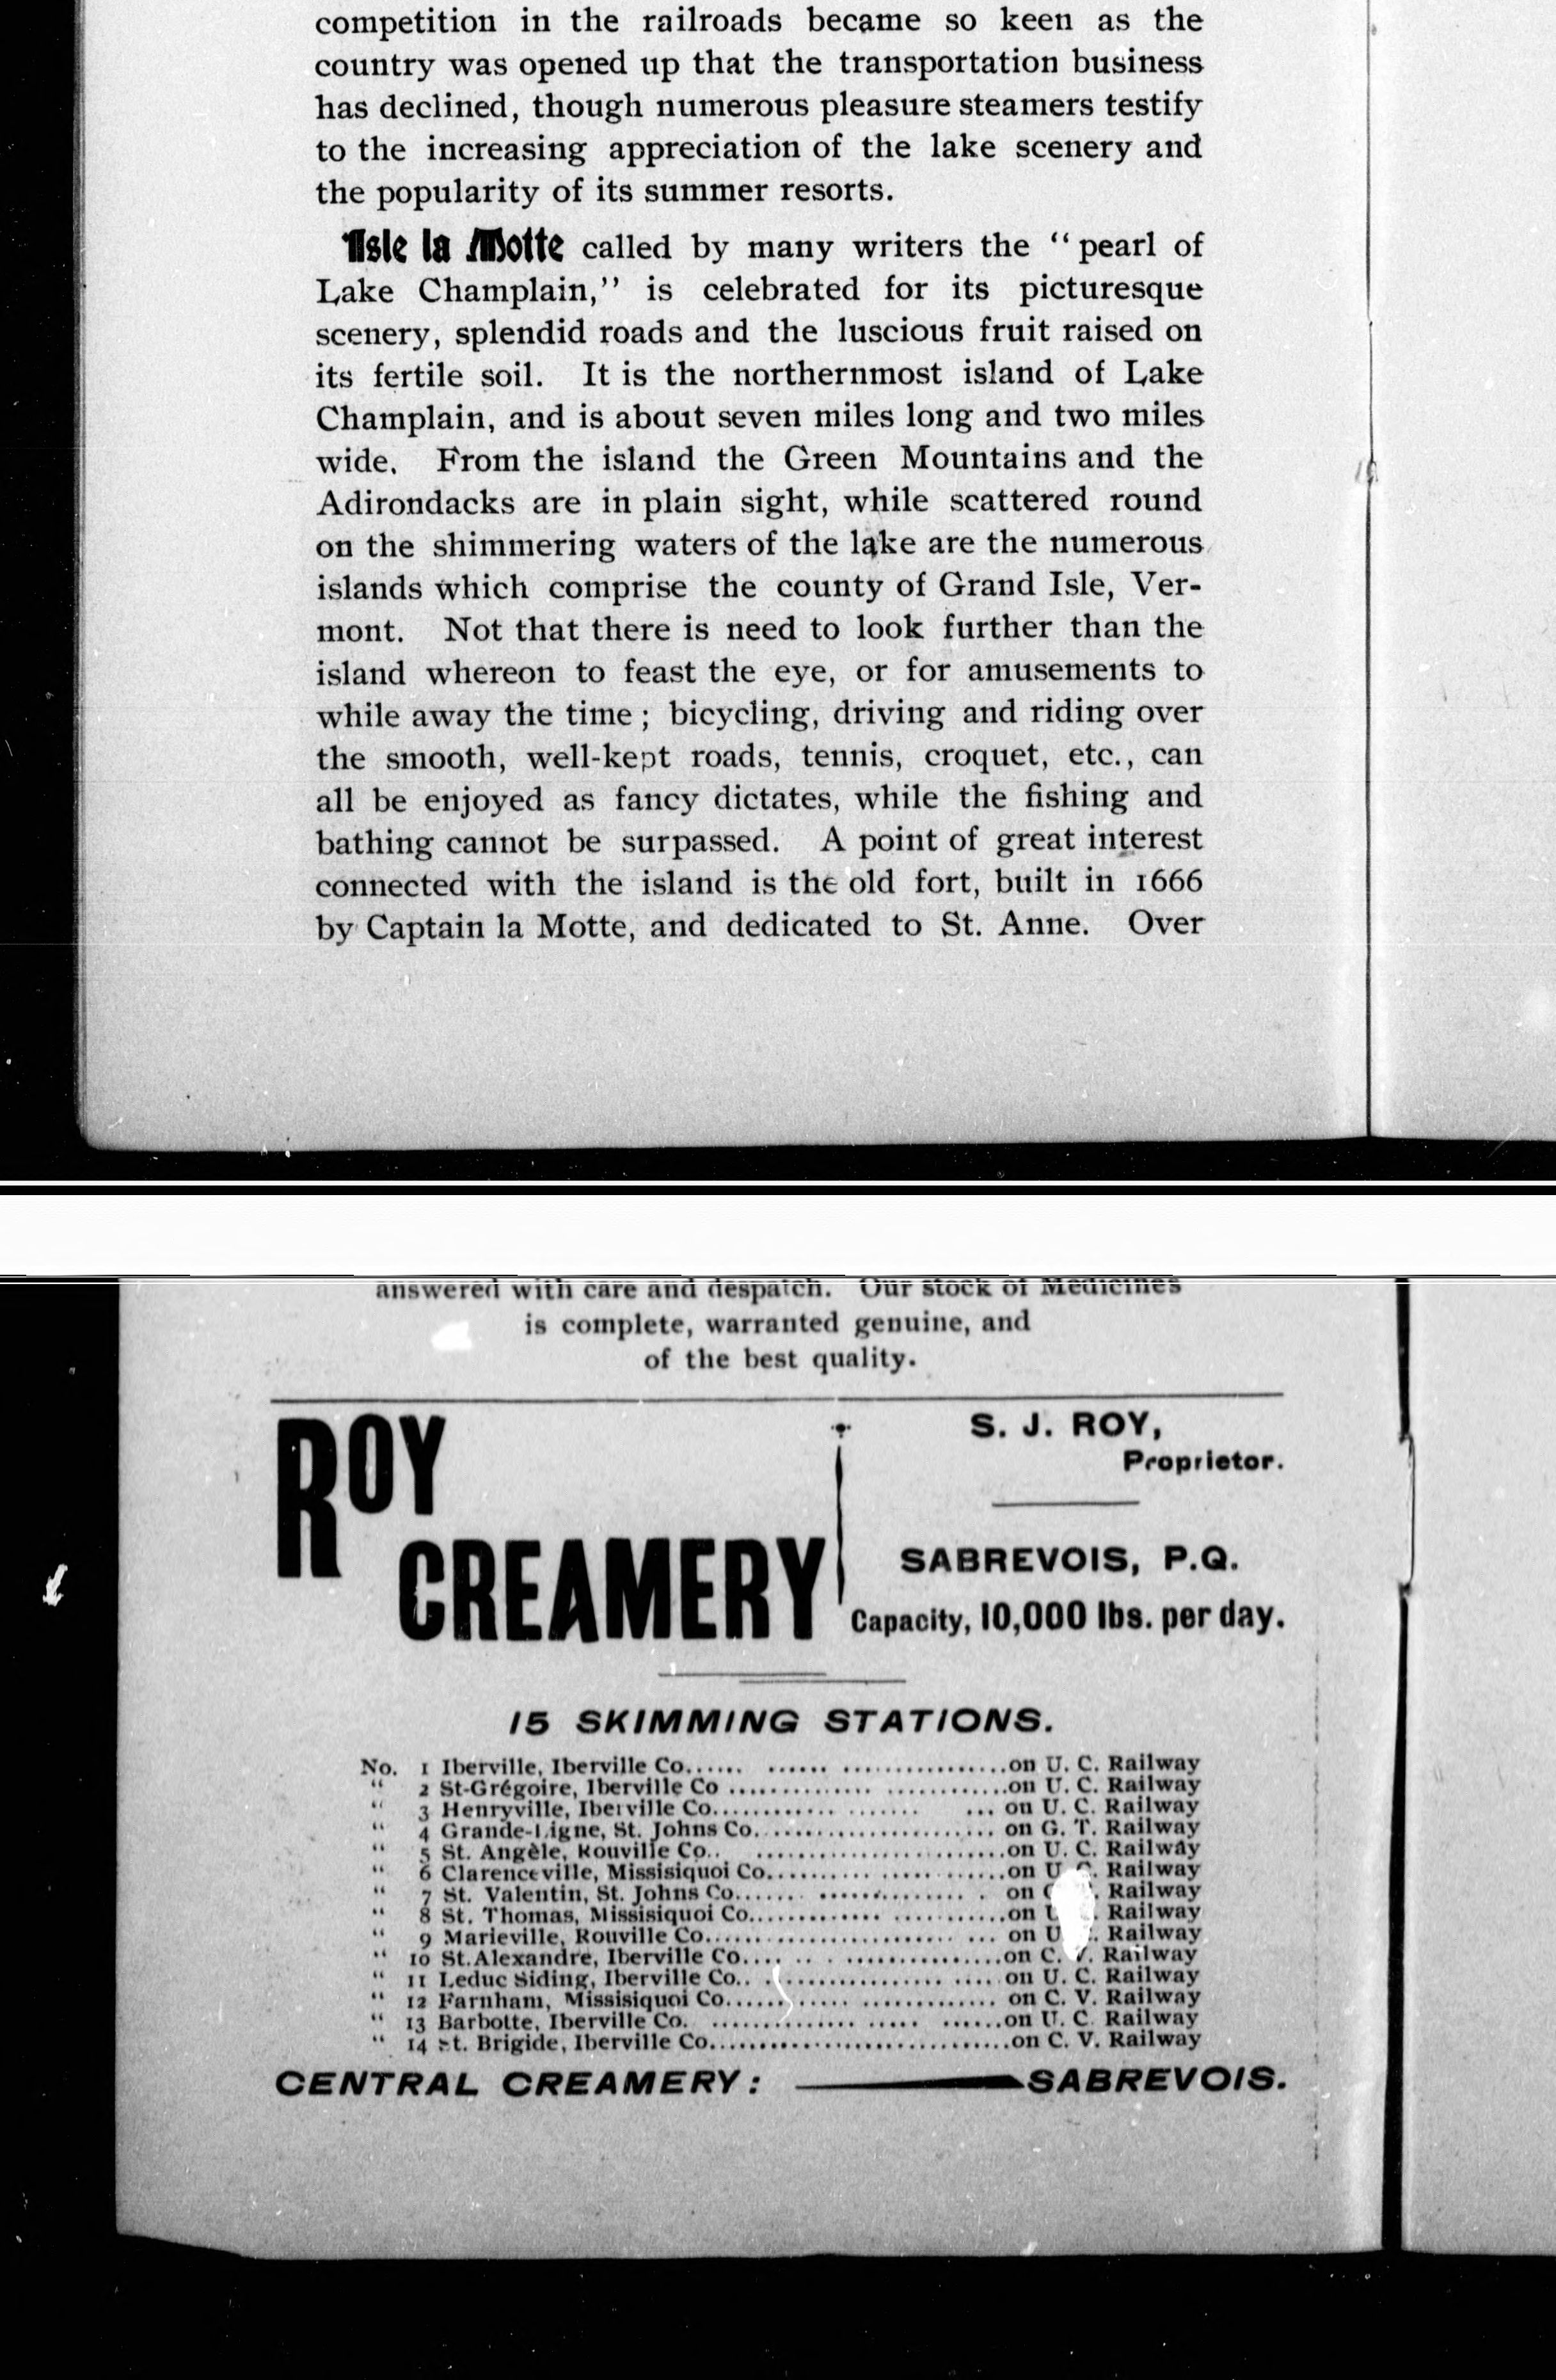 competition in the railroads became so keen as the
country was opened up that the transportation business
has declined, though numerous pleasure steamers testify
to the increasing appreciation of the lake scenery and
the popularity of its summer resorts.
Isle la Motte called by many writers the “pearl of
Lake Champlain,” is celebrated for its picturesque
scenery, splendid roads and the luscious fruit raised on
its fertile soil. It is the northernmost island of Lake
Champlain, and is about seven miles long and two miles
wide. From the island the Green Mountains and the
Adirondacks are in plain sight, while scattered round
on the shimmering waters of the lake are the numerous
islands which comprise the county of Grand Isle, Ver-
mont. Not that there is need to look further than the
island whereon to feast the eye, or for amusements to
while away the time; bicycling, driving and riding over
the smooth, well-kept roads, tennis, croquet, etc., can
all be enjoyed as fancy dictates, while the fishing and
bathing cannot be surpassed. A point of great interest
connected with the island is the old fort, built in 1666
by Captain la Motte, and dedicated to St. Anne. Over
answered with care and despatch. Our stock of Medicines
is complete, warranted genuine, and
of the best quality.
ROY
CREAMERY
S. J. ROY,
Proprietor.
SABREVOIS, P.Q.
Capacity, 10,000 lbs. per day.
15 SKIMMING STATIONS.
No. 1 Iberville, Iberville Co...... ...... .................on U. C. Railway
“ 2 St-Grégoire, Iberville Co ............... ............on U. C. Railway
“ 3 Henryville, Iberville Co............. ........ ... on U. C. Railway
“ 4 Grande-Ligne, St. Johns Co......................... on G. T. Railway
“ 5 St. Angèle, Rouville Co.. .........................on U. C. Railway
“ 6 Clarenceville, Missisiquoi Co.........................on U. C. Railway
“ 7 St. Valentin, St. Johns Co....... ............... . on Railway
“ 8 St. Thomas, Missisiquoi Co............. ...........on Railway
“ 9 Marieville, Rouville Co.......................... ... on U Railway
“ 10 St.Alexandre, Iberville Co.... .. . ................on C. V. Railway
“ 11 Leduc Siding, Iberville Co.. .................. .... on U. C. Railway
“ 12 Farnham, Missisiquoi Co............. ............. on C. V. Railway
“ 13 Barbotte, Iberville Co. ............... ..... ......on U. C. Railway
“ 14 St. Brigide, Iberville Co...............................on C. V. Railway
CENTRAL CREAMERY: SABREVOIS.